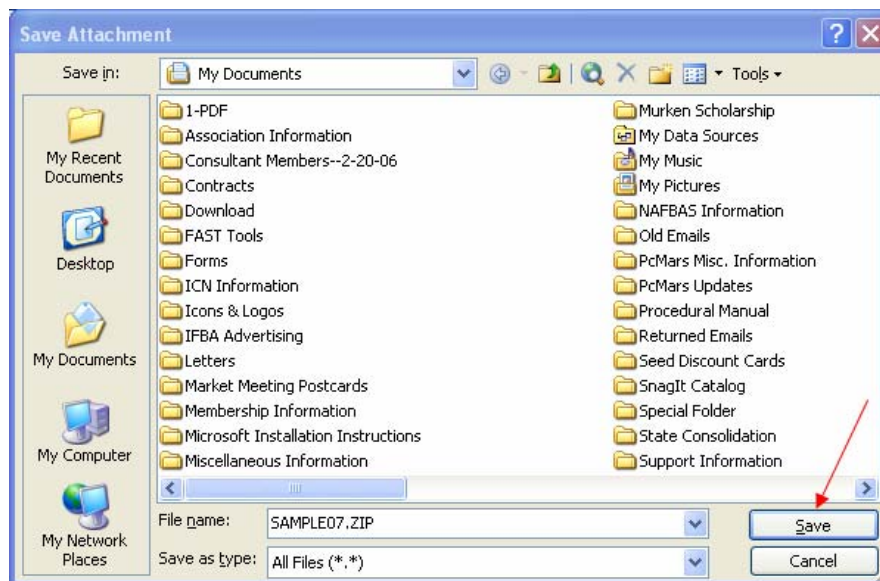 Save Attachment
Save in:
My Documents
Tools
My Recent
Documents
Desktop
My Documents
My Computer
My Network
Places
1-PDF
Association Information
Consultant Members--2-20-06
Contracts
Download
FAST Tools
Forms
ICN Information
Icons & Logos
IFBA Advertising
Letters
Market Meeting Postcards
Membership Information
Microsoft Installation Instructions
Miscellaneous Information
Murken Scholarship
My Data Sources
My Music
My Pictures
NAFBAS Information
Old Emails
PcMars Misc. Information
PcMars Updates
Procedural Manual
Returned Emails
Seed Discount Cards
SnagIt Catalog
Special Folder
State Consolidation
Support Information
File name:
SAMPLE07.ZIP
Save
Save as type:
All Files (*.*)
Cancel